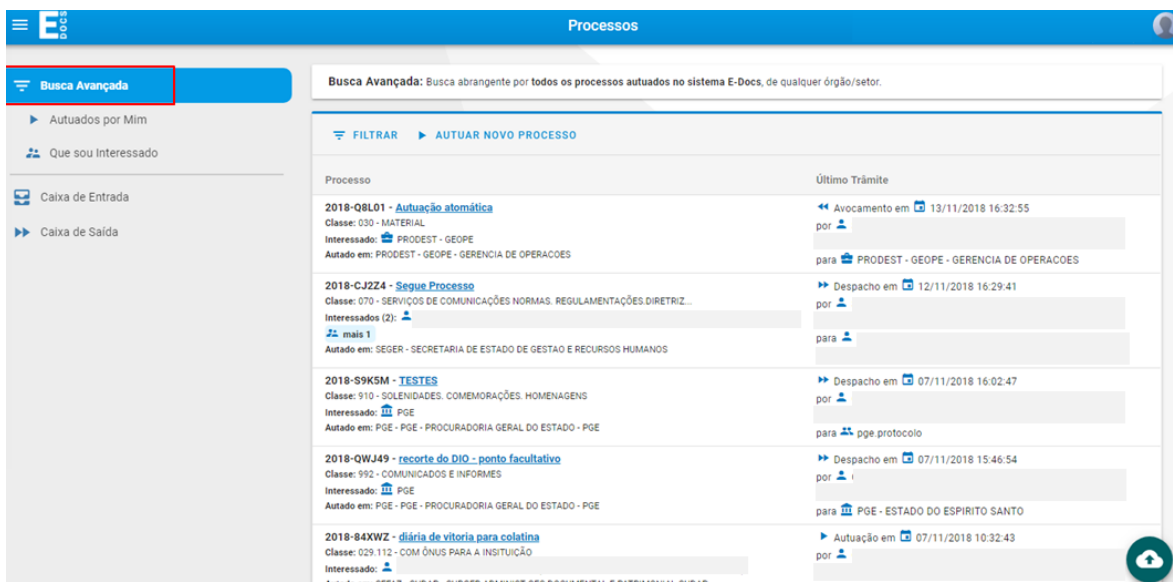 E DOCS
Processos
Busca Avançada
Autuados por Mim
Que sou Interessado
Caixa de Entrada
Caixa de Saída
Busca Avançada: Busca abrangente por todos os processos autuados no sistema E-Docs, de qualquer órgão/setor.
FILTRAR AUTUAR NOVO PROCESSO
Processo Último Trâmite
2018-Q8L01 - Autuação atomática
Classe: 030 - MATERIAL
Interessado: PRODEST - GEOPE
Autado em: PRODEST - GEOPE - GERENCIA DE OPERACOES
Avocamento em 13/11/2018 16:32:55
por
para PRODEST - GEOPE - GERENCIA DE OPERACOES
2018-CJ2Z4 - Segue Processo
Classe: 070 - SERVIÇOS DE COMUNICAÇÕES NORMAS. REGULAMENTAÇÕES.DIRETRIZ...
Interessados (2):
mais 1
Autado em: SEGER - SECRETARIA DE ESTADO DE GESTAO E RECURSOS HUMANOS
Despacho em 12/11/2018 16:29:41
por
para
2018-S9K5M - TESTES
Classe: 910 - SOLENIDADES. COMEMORAÇÕES. HOMENAGENS
Interessado: PGE
Autado em: PGE - PGE - PROCURADORIA GERAL DO ESTADO - PGE
Despacho em 07/11/2018 16:02:47
por
para pge.protocolo
2018-QWJ49 - recorte do DIO - ponto facultativo
Classe: 992 - COMUNICADOS E INFORMES
Interessado: PGE
Autado em: PGE - PGE - PROCURADORIA GERAL DO ESTADO - PGE
Despacho em 07/11/2018 15:46:54
por
para PGE - ESTADO DO ESPIRITO SANTO
2018-84XWZ - diária de vitoria para colatina
Classe: 029.112 - COM ÔNUS PARA A INSITUIÇÃO
Interessado:
Autuação em 07/11/2018 10:32:43
por